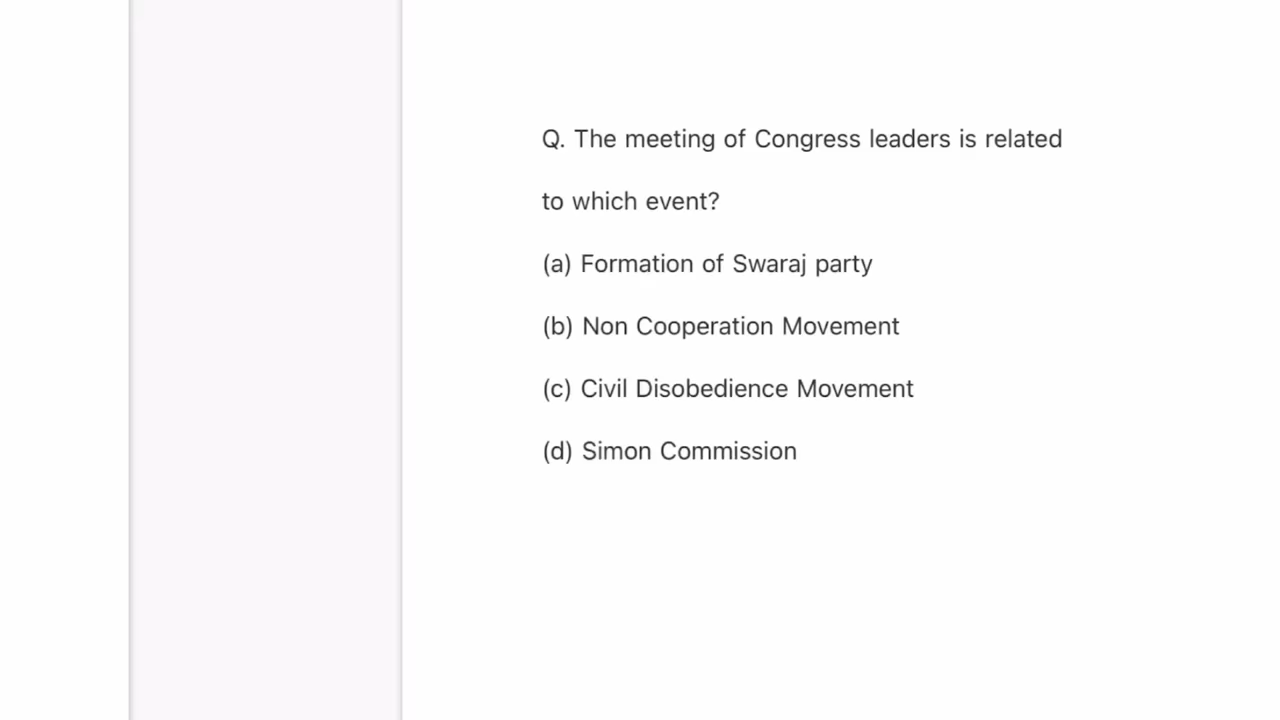 Q. The meeting of Congress leaders is related
to which event?
(a) Formation of Swaraj party
(b) Non Cooperation Movement
(c) Civil Disobedience Movement
(d) Simon Commission